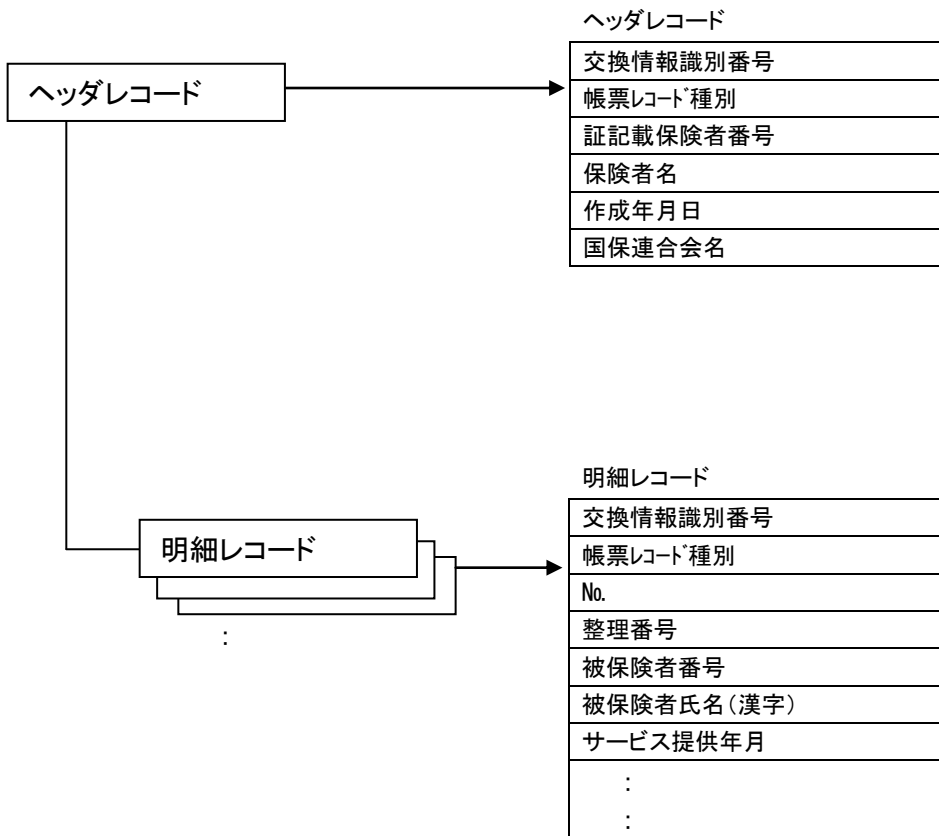 ヘッダレコード
ヘッダレコード
交換情報識別番号
帳票ﾚｺｰﾄﾞ種別
証記載保険者番号
保険者名
作成年月日
国保連合会名
明細レコード
:
明細レコード
交換情報識別番号
帳票ﾚｺｰﾄﾞ種別
№
整理番号
被保険者番号
被保険者氏名(漢字)
サービス提供年月
:
: